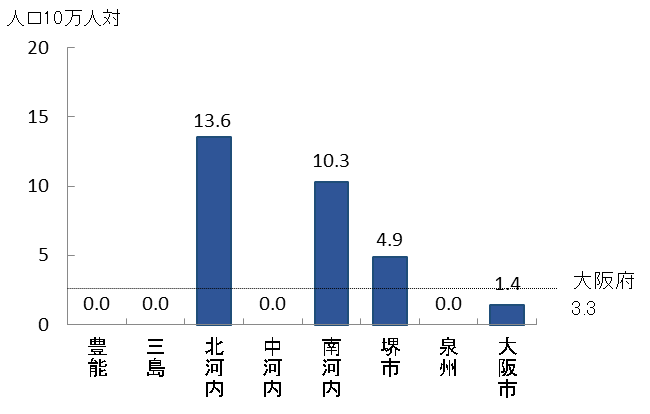 人口10万人対
20
15
10
5
0
13.6
10.3
4.9
1.4
0.0 0.0 0.0 0.0
大阪府
3.3
豊能
三島
北河内
中河内
南河内
堺市
泉州
大阪市